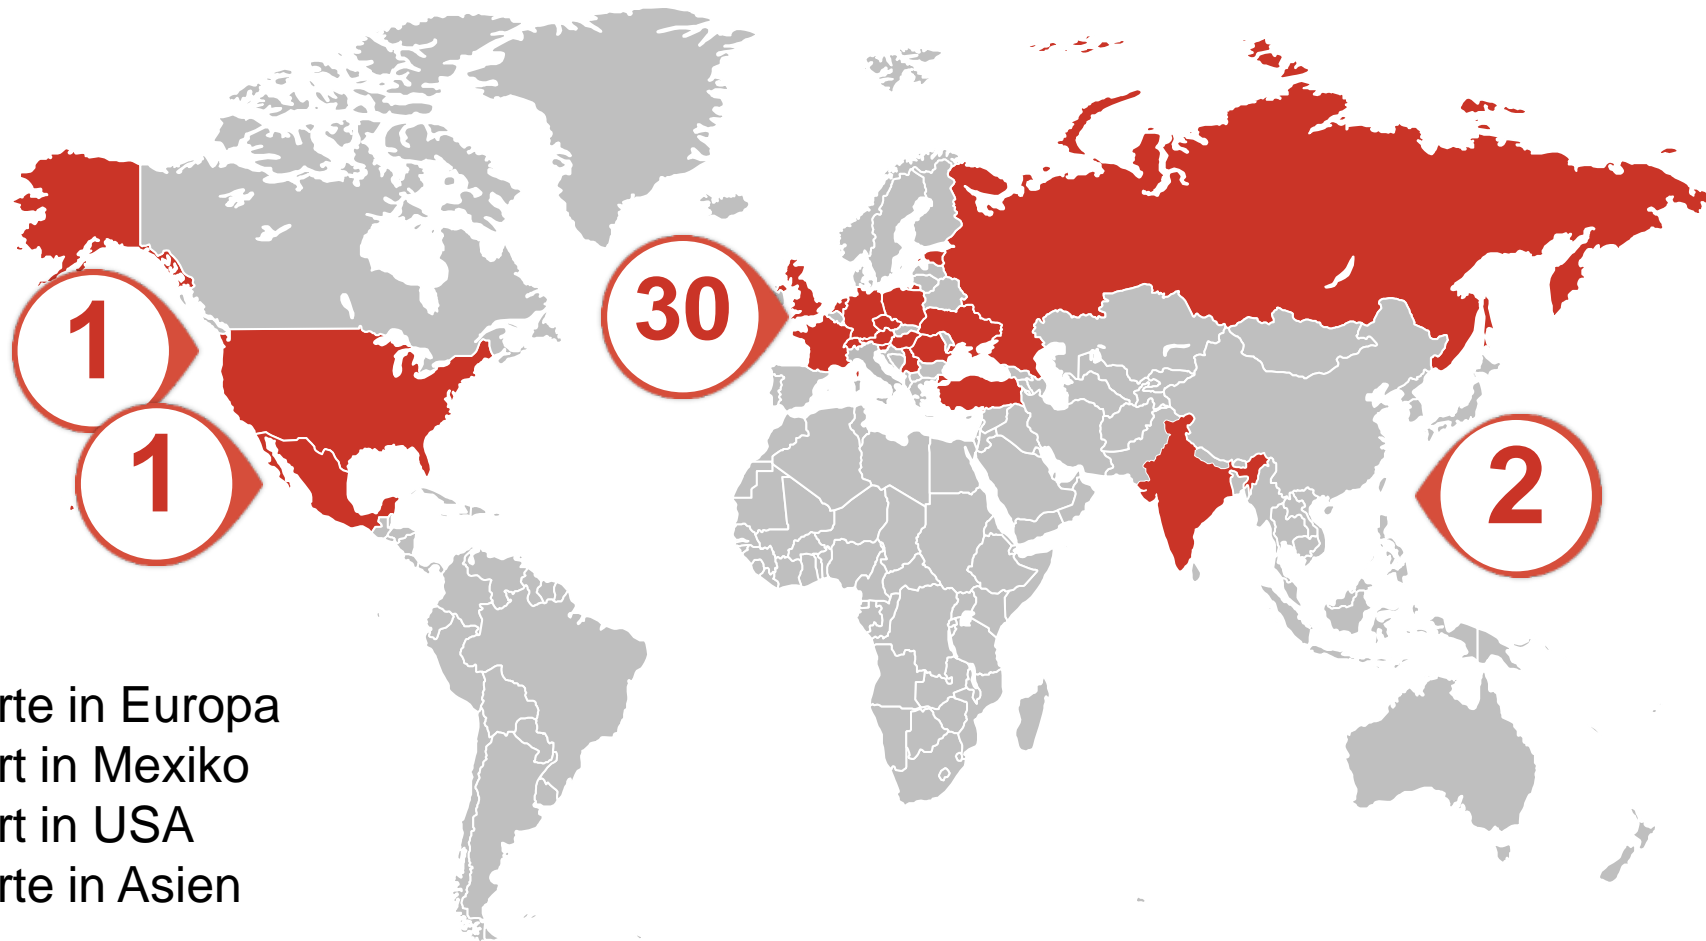 30
1
1
2
rte in Europa
rt in Mexiko
rt in USA
rte in Asien